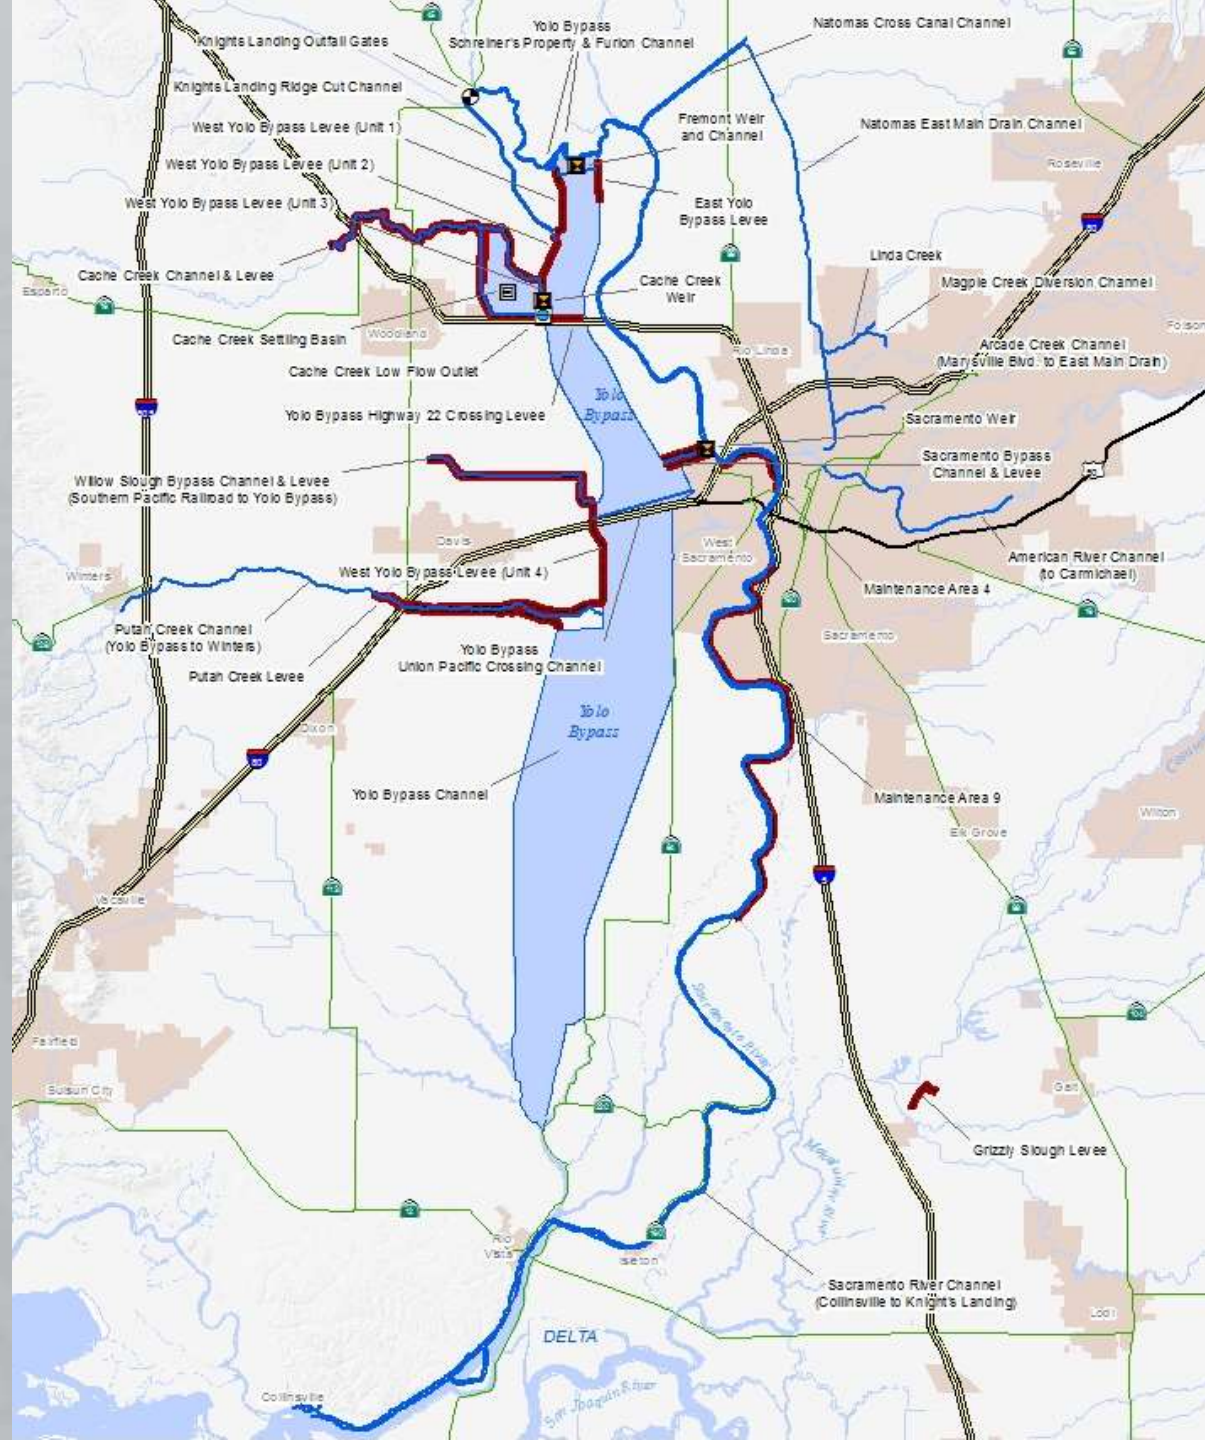 Yolo Bypass
Schreiner's Property & Furlon Channel
Natomas Cross Canal Channel
Knights Landing Outfall Gates
Knights Landing Ridge Cut Channel
Fremont Weir
and Channel
Natomas East Main Drain Channel
West Yolo Bypass Levee (Unit 1)
Roseville
West Yolo Bypass Levee (Unit 2)
West Yolo Bypass Levee (Unit 3)
East Yolo
Bypass Levee
80
Linda Creek
Cache Creek Channel & Levee
Cache Creek
Weir
Magpie Creek Diversion Channel
Esparto
Woodland
Cache Creek Settling Basin
Rio Linda
Arcade Creek Channel
(Marysville Blvd. to East Main Drain)
Cache Creek Low Flow Outlet
Yolo
Bypass
Yolo Bypass Highway 22 Crossing Levee
Sacramento Weir
Sacramento Bypass
Channel & Levee
50
Willow Slough Bypass Channel & Levee
(Southern Pacific Railroad to Yolo Bypass)
Davis
West
Sacramento
American River Channel
(to Carmichael)
West Yolo Bypass Levee (Unit 4)
Winters
Maintenance Area 4
Putah Creek Channel
(Yolo Bypass to Winters)
Sacramento
Yolo Bypass
Union Pacific Crossing Channel
Putah Creek Levee
Yolo
Bypass
Dixon
80
Yolo Bypass Channel
Maintenance Area 9
Elk Grove
Wilton
5
Vacaville
Sacramento River
Fairfield
Suisun City
Galt
Grizzly Slough Levee
12
Rio
Vista
Isleton
Sacramento River Channel
(Collinsville to Knight's Landing)
Lodi
DELTA
Collinsville
San Joaquin River